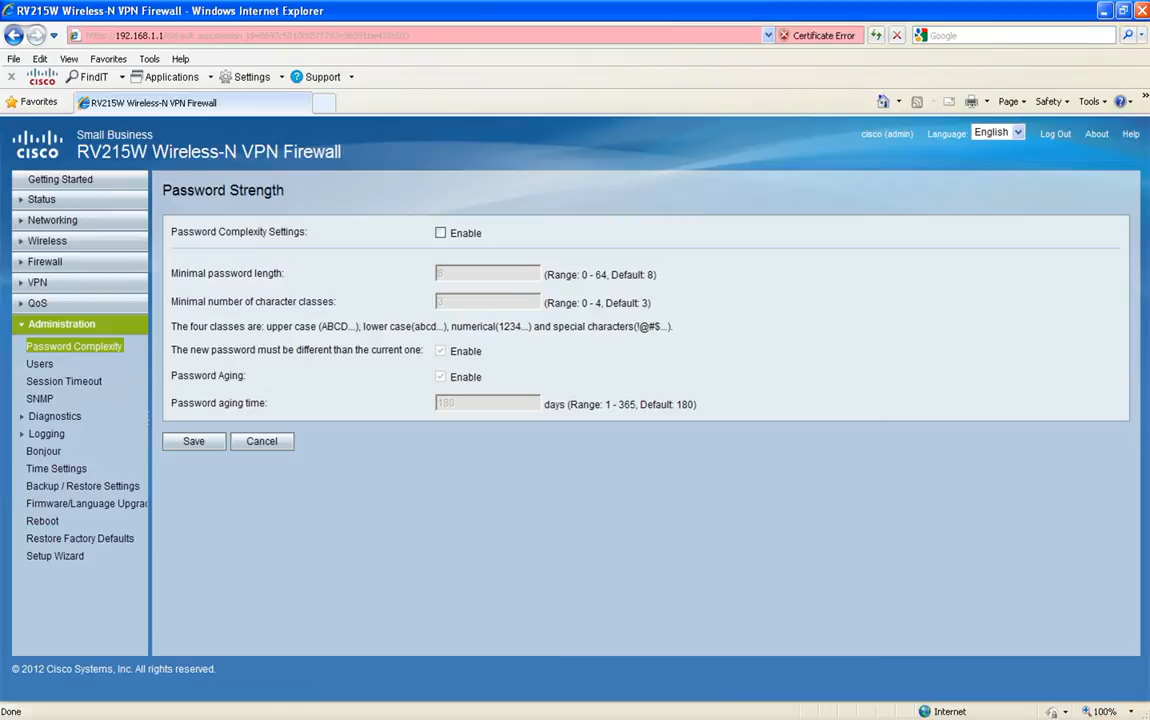 RV215W Wireless-N VPN Firewall - Windows Internet Explorer
https://192.168.1.1/ Certificate Error Google
File Edit View Favorites Tools Help
x cisco FindIT Applications Settings Support
Favorites RV215W Wireless-N VPN Firewall Page Safety Tools »
Small Business
cisco RV215W Wireless-N VPN Firewall
cisco (admin) Language: English Log Out About Help
Getting Started
Status
Networking
Wireless
Firewall
VPN
QoS
Administration
Password Complexity
Users
Session Timeout
SNMP
Diagnostics
Logging
Bonjour
Time Settings
Backup / Restore Settings
Firmware/Language Upgrad
Reboot
Restore Factory Defaults
Setup Wizard
Password Strength
Password Complexity Settings: Enable
Minimal password length: 8 (Range: 0 - 64, Default: 8)
Minimal number of character classes: 3 (Range: 0 - 4, Default: 3)
The four classes are: upper case (ABCD...), lower case(abcd...), numerical(1234...) and special characters(!@#$...).
The new password must be different than the current one: Enable
Password Aging: Enable
Password aging time: 180 days (Range: 1 - 365, Default: 180)
Save Cancel
© 2012 Cisco Systems, Inc. All rights reserved.
Done Internet 100%